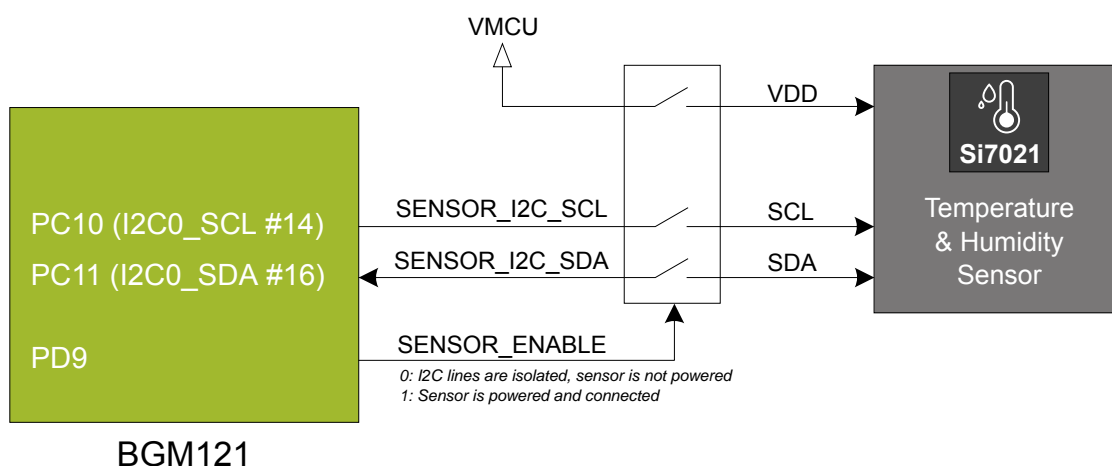 VMCU
VDD
Si7021
PC10 (I2C0_SCL #14)
SENSOR_I2C_SCL
SCL
Temperature
& Humidity
Sensor
PC11 (I2C0_SDA #16)
SENSOR_I2C_SDA
SDA
PD9
SENSOR_ENABLE
0: I2C lines are isolated, sensor is not powered
1: Sensor is powered and connected
BGM121